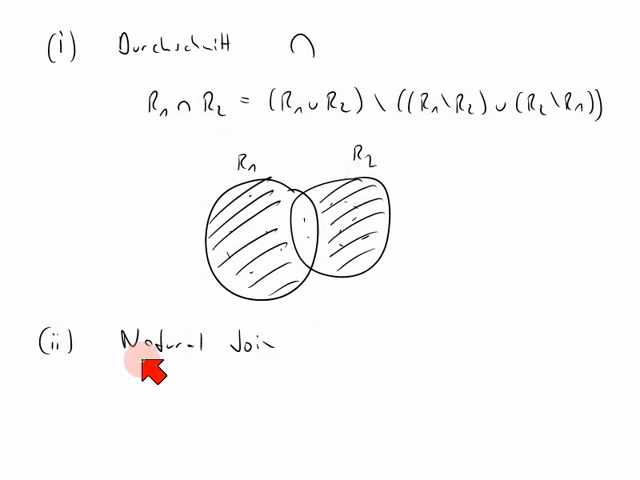 (i) Durchschnitt ∩
R₁ ∩ R₂ = (R₁ ∪ R₂) \ ((R₁\R₂) ∪ (R₂\R₁))
R₁ R₂
(ii) Natural Join